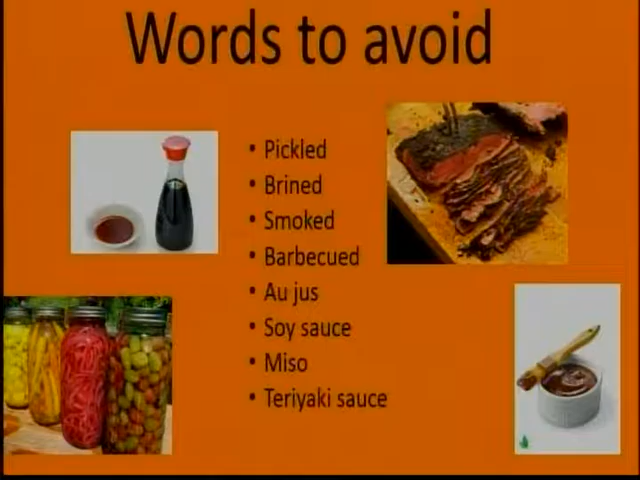 Words to avoid
• Pickled
• Brined
• Smoked
• Barbecued
• Au jus
• Soy sauce
• Miso
• Teriyaki sauce